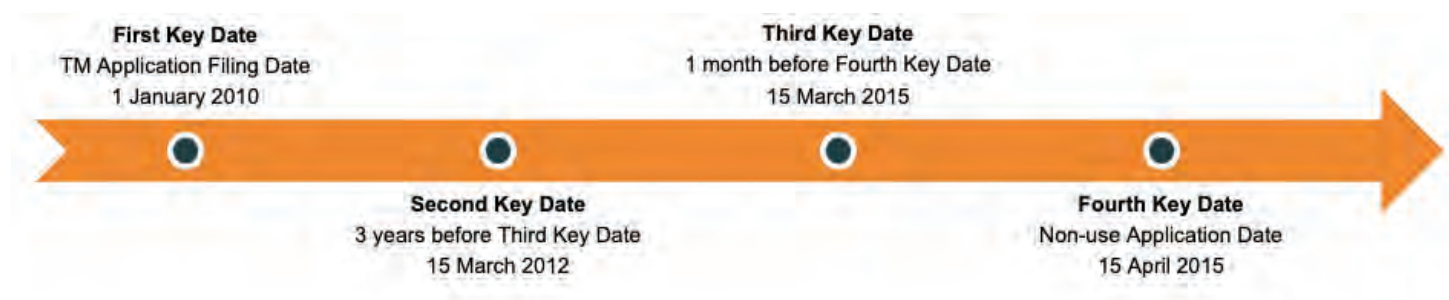 First Key Date
TM Application Filing Date
1 January 2010
Third Key Date
1 month before Fourth Key Date
15 March 2015
Second Key Date
3 years before Third Key Date
15 March 2012
Fourth Key Date
Non-use Application Date
15 April 2015